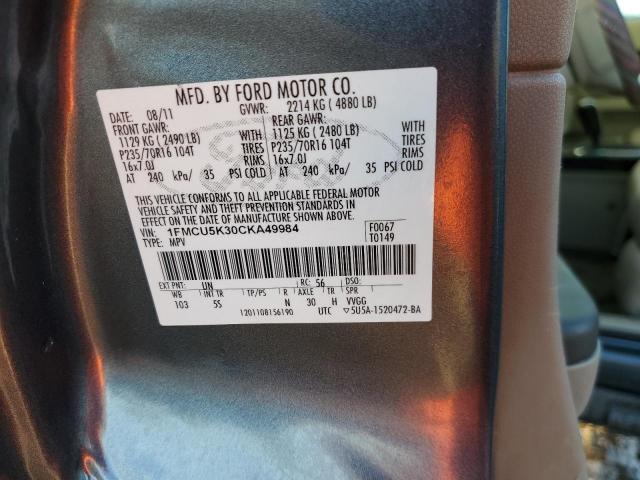 MFD. BY FORD MOTOR CO.
DATE: 08/11 GVWR: 2214 KG ( 4880 LB)
FRONT GAWR: REAR GAWR:
1129 KG ( 2490 LB) WITH 1125 KG ( 2480 LB) WITH
P235/70R16 104T TIRES P235/70R16 104T TIRES
16x7.0J RIMS 16x7.0J RIMS
AT 240 kPa/ 35 PSI COLD AT 240 kPa/ 35 PSI COLD
THIS VEHICLE CONFORMS TO ALL APPLICABLE FEDERAL MOTOR
VEHICLE SAFETY AND THEFT PREVENTION STANDARDS IN
EFFECT ON THE DATE OF MANUFACTURE SHOWN ABOVE.
VIN: 1FMCU5K30CKA49984 F0067
TYPE: MPV T0149
EXT PNT: UN RC: 56 DSO:
WB INT TR TP/PS R AXLE TR SPR
103 5S N 30 H VVGG
1201108156190 UTC ▽5U5A-1520472-BA
Ford